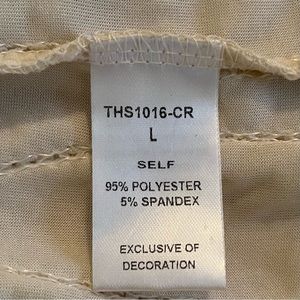 THS1016-CR
L
SELF
95% POLYESTER
5% SPANDEX
EXCLUSIVE OF
DECORATION